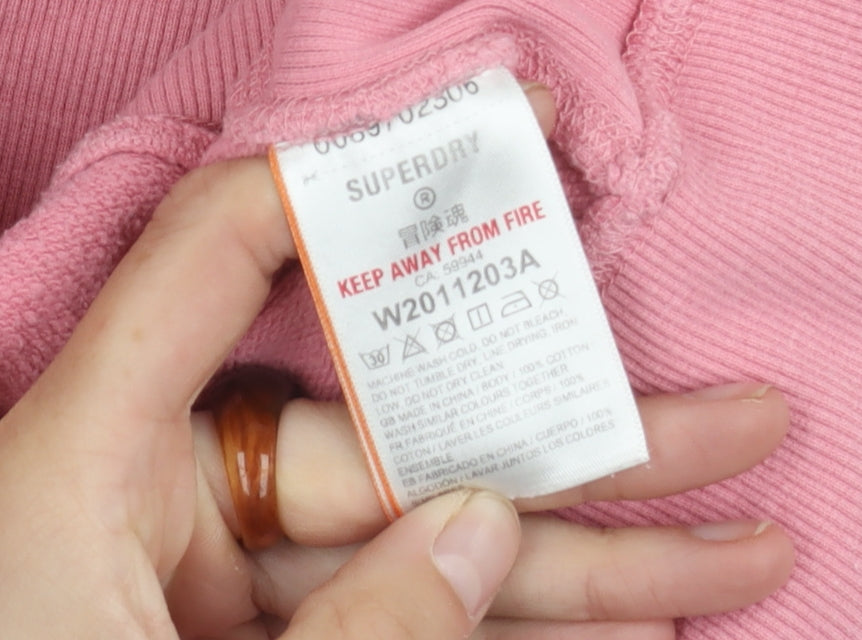 0089702306
SUPERDRY
®
冒険魂
KEEP AWAY FROM FIRE
CA: 59944
W2011203A
30
MACHINE WASH COLD. DO NOT BLEACH.
DO NOT TUMBLE DRY. LINE DRYING. IRON
LOW. DO NOT DRY CLEAN.
GB MADE IN CHINA / BODY / 100% COTTON /
WASH SIMILAR COLOURS TOGETHER
FR FABRIQUÉ EN CHINE / CORPS / 100%
COTON / LAVER LES COULEURS SIMILAIRES
ENSEMBLE
EB FABRICADO EN CHINA / CUERPO / 100%
ALGODÓN / LAVAR JUNTOS LOS COLORES